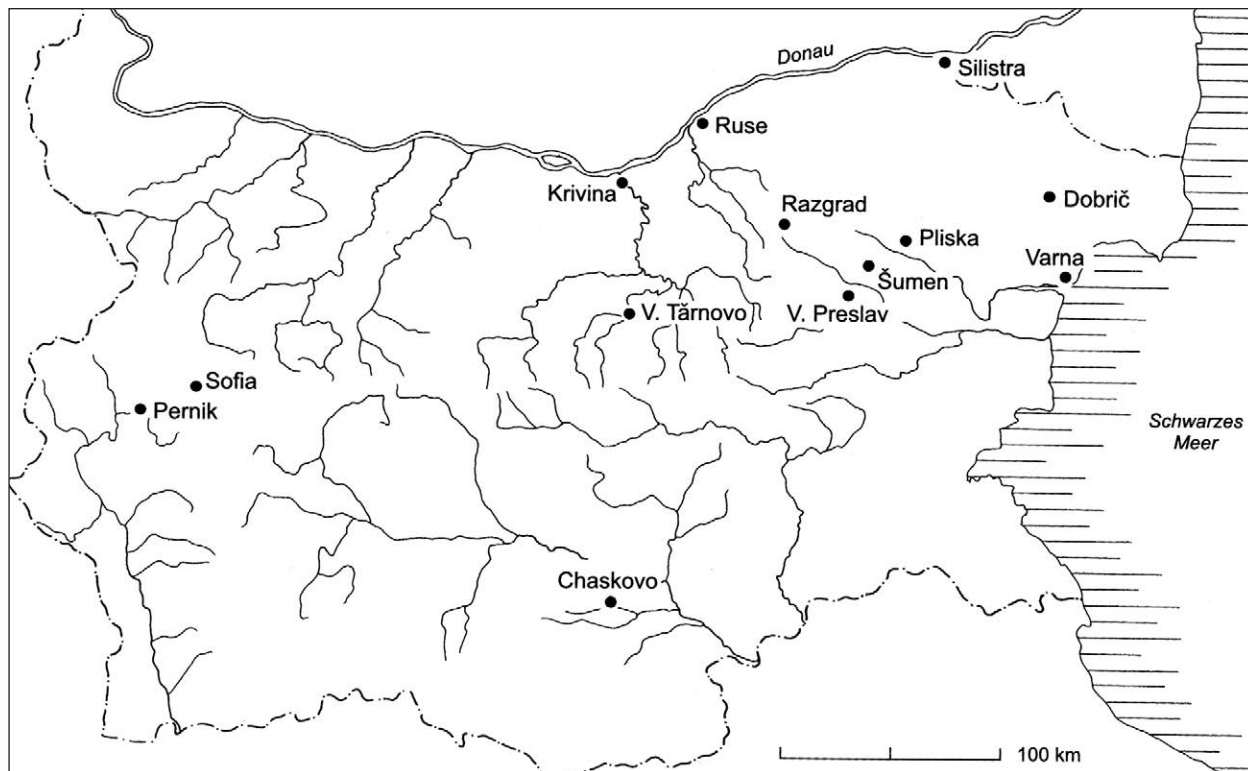 Donau
Silistra
Ruse
Krivina
Dobrič
Razgrad
Pliska
Varna
Šumen
V. Tărnovo
V. Preslav
Sofia
Pernik
Schwarzes
Meer
Chaskovo
100 km